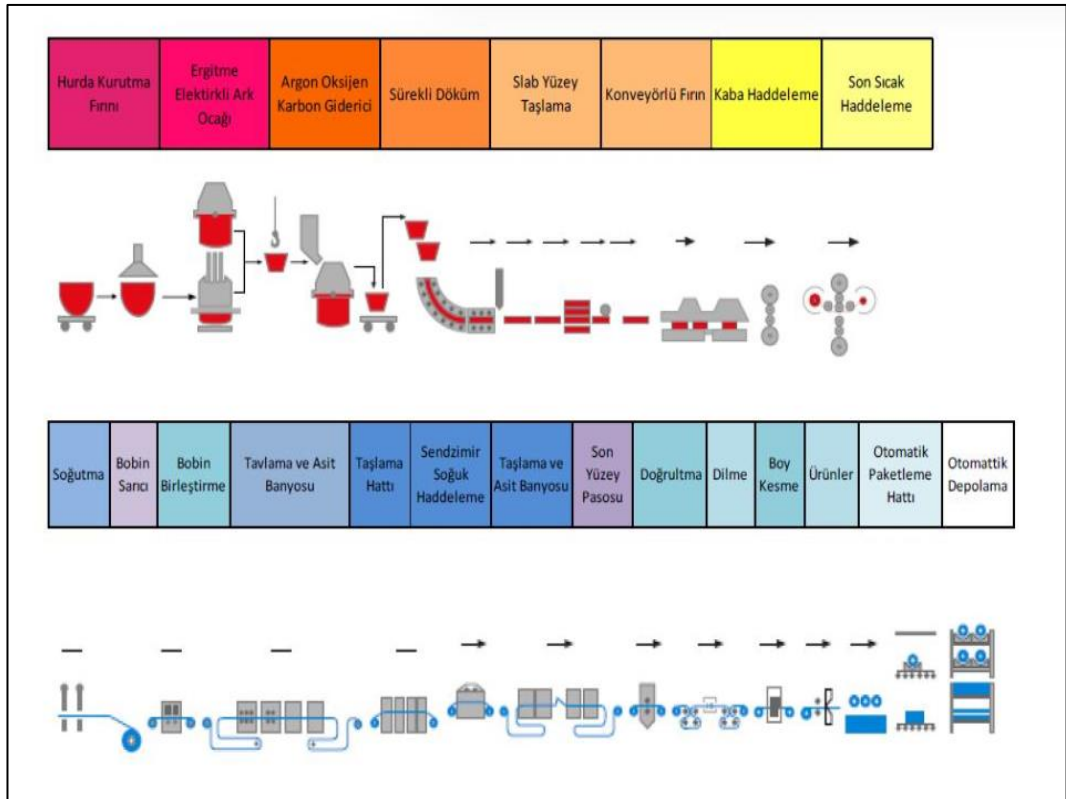 Hurda Kurutma
Fırını
Ergitme
Elektirkli Ark
Ocağı
Argon Oksijen
Karbon Giderici
Sürekli Döküm
Slab Yüzey
Taşlama
Konveyörlü Fırın
Kaba Haddeleme
Son Sıcak
Haddeleme
Soğutma
Bobin
Sarıcı
Bobin
Birleştirme
Tavlama ve Asit
Banyosu
Taşlama
Hattı
Sendzimir
Soğuk
Haddeleme
Taşlama ve
Asit Banyosu
Son
Yüzey
Pasosu
Doğrultma
Dilme
Boy
Kesme
Ürünler
Otomatik
Paketleme
Hattı
Otomattik
Depolama